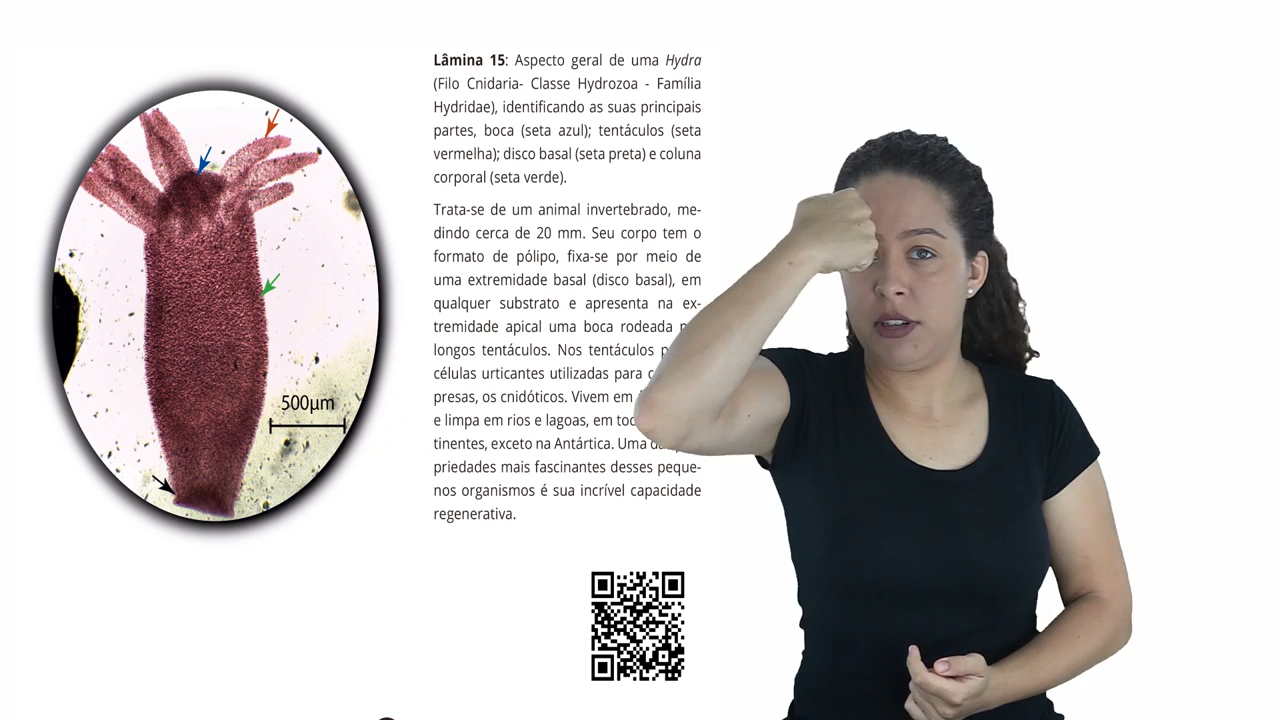 Lâmina 15: Aspecto geral de uma Hydra
(Filo Cnidaria- Classe Hydrozoa - Família
Hydridae), identificando as suas principais
partes, boca (seta azul); tentáculos (seta
vermelha); disco basal (seta preta) e coluna
corporal (seta verde).
Trata-se de um animal invertebrado, me-
dindo cerca de 20 mm. Seu corpo tem o
formato de pólipo, fixa-se por meio de
uma extremidade basal (disco basal), em
qualquer substrato e apresenta na ex-
tremidade apical uma boca rodeada
longos tentáculos. Nos tentáculos
células urticantes utilizadas para
presas, os cnidóticos. Vivem em
e limpa em rios e lagoas, em
tinentes, exceto na Antártica. Uma
priedades mais fascinantes desses peque-
nos organismos é sua incrível capacidade
regenerativa.
500µm